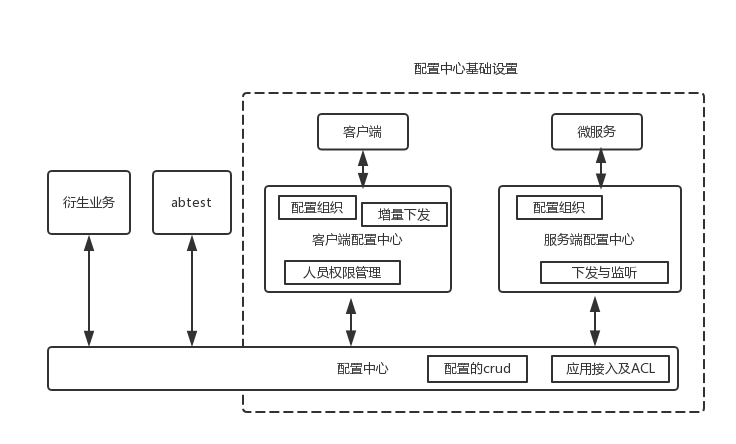 配置中心基础设置
客户端
微服务
衍生业务
abtest
配置组织
增量下发
客户端配置中心
人员权限管理
配置组织
服务端配置中心
下发与监听
配置中心
配置的crud
应用接入及ACL